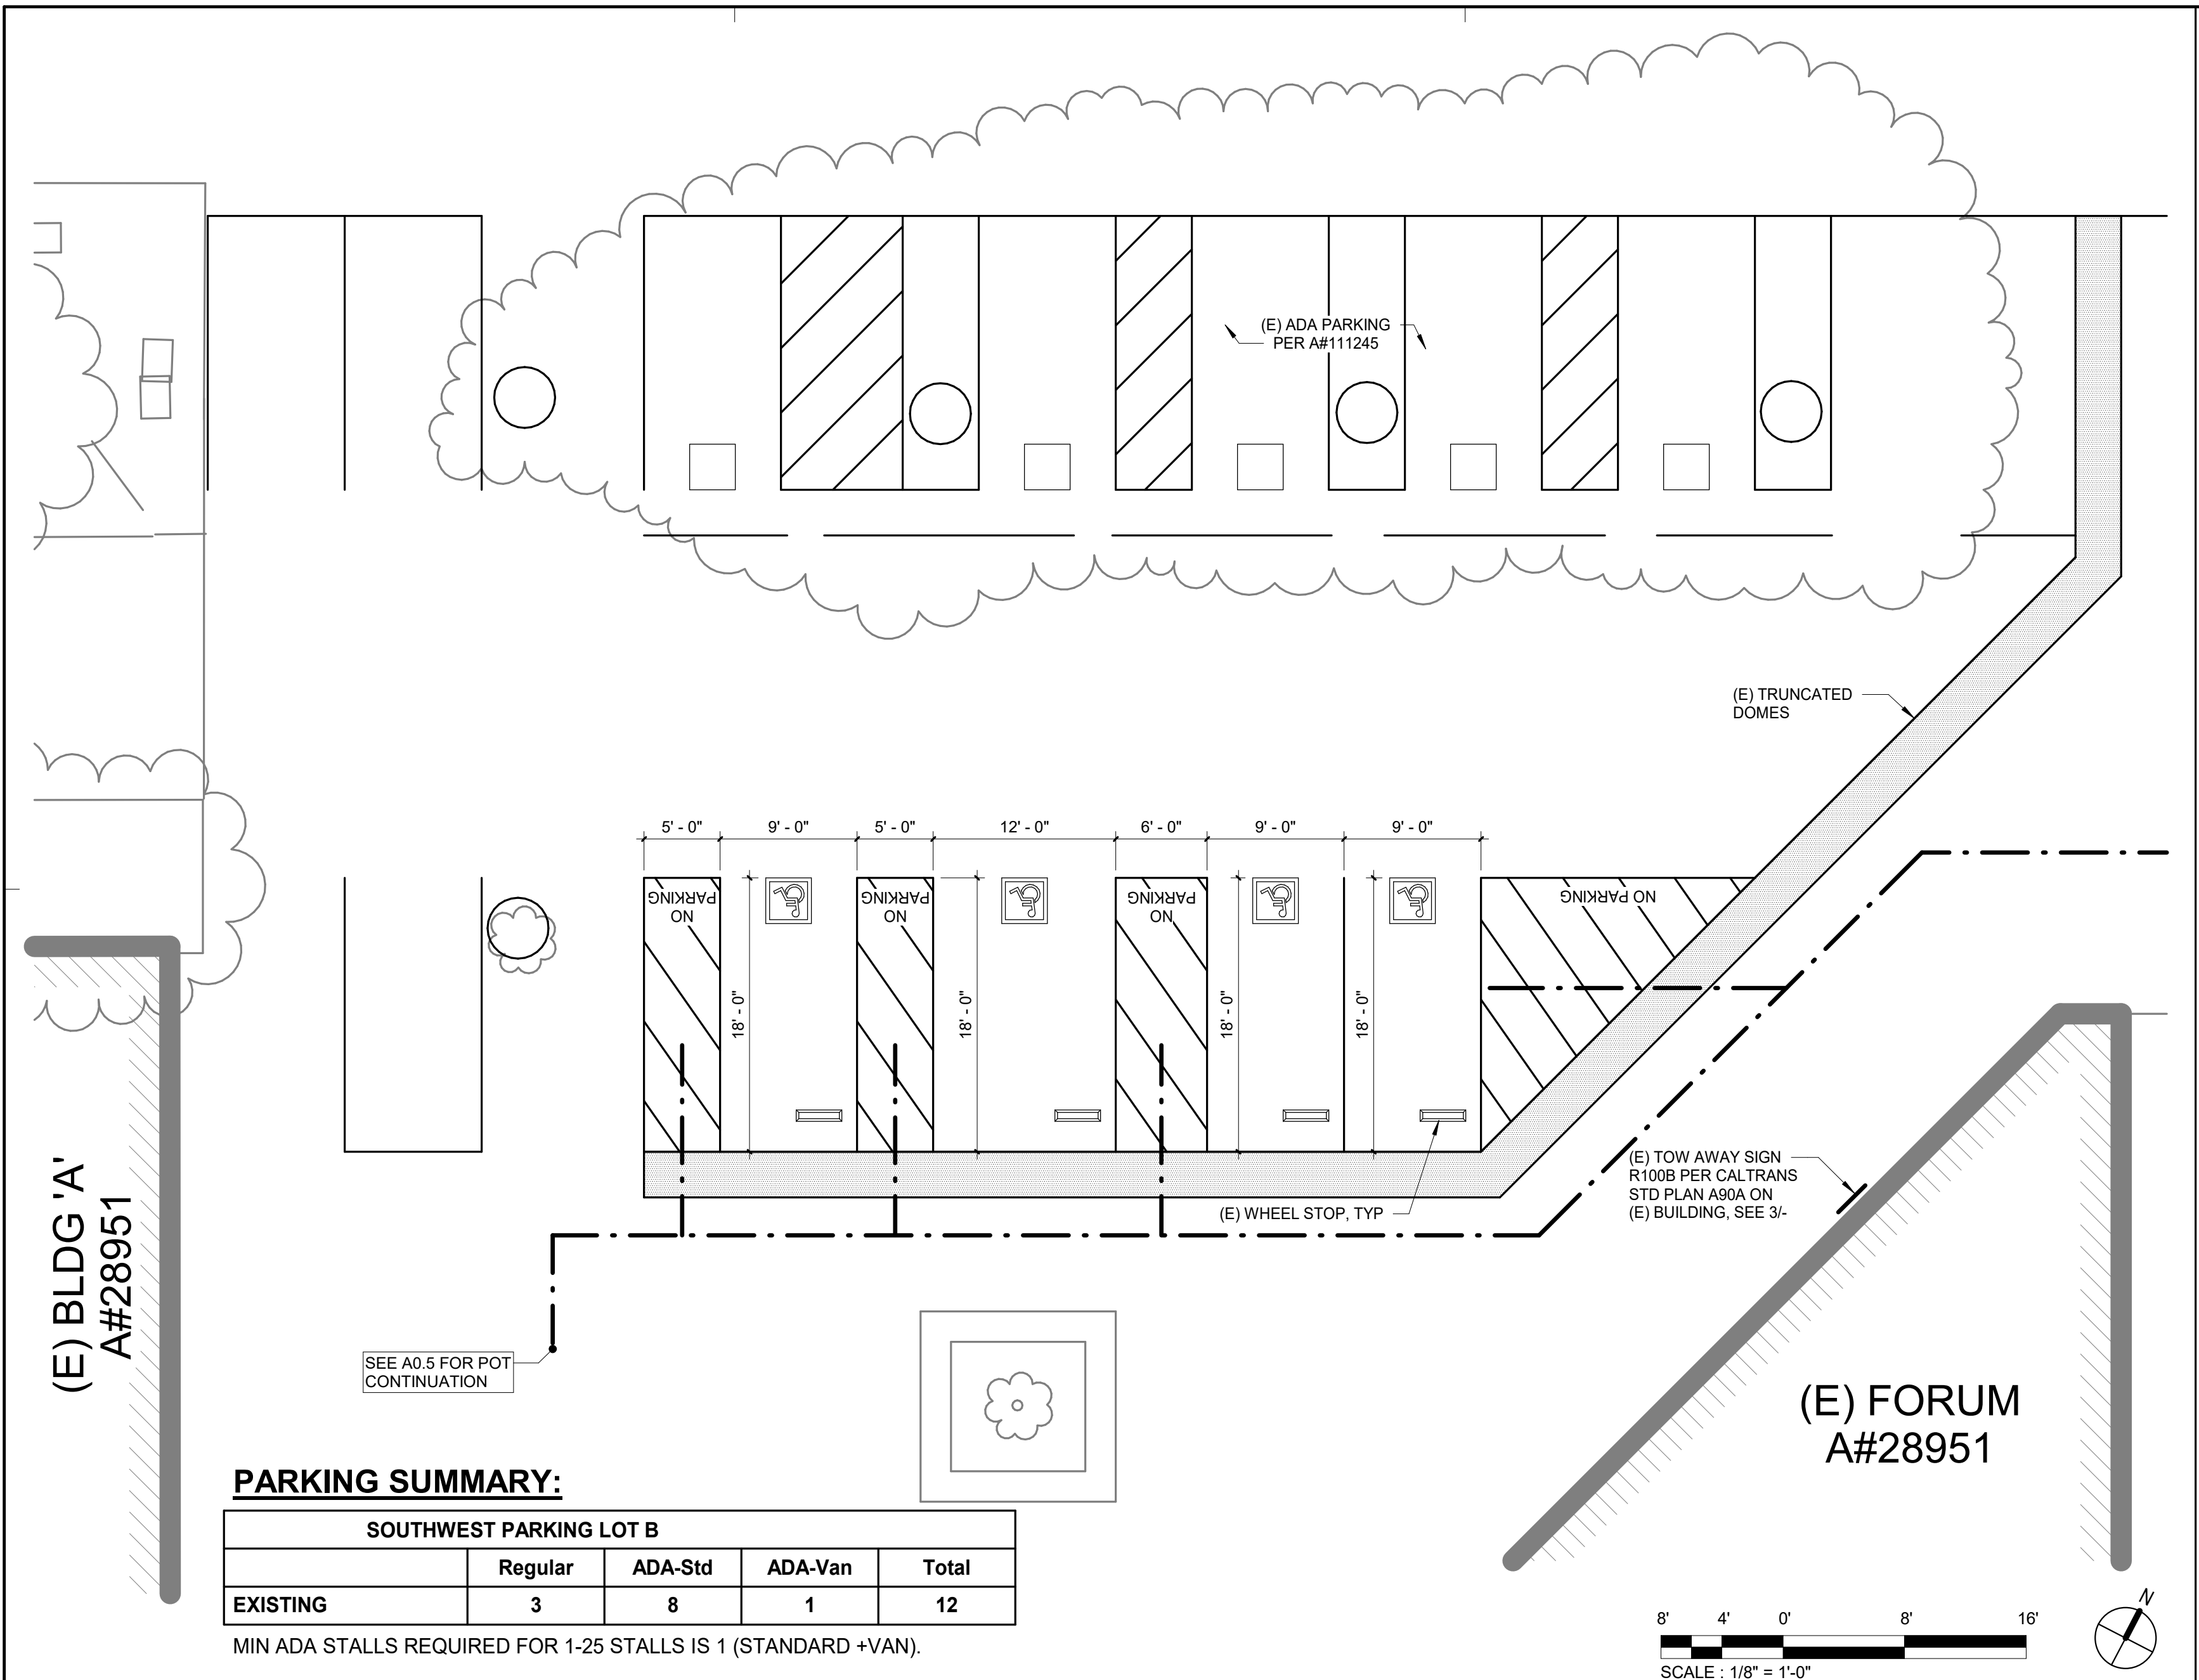 (E) ADA PARKING
PER A#111245
(E) TRUNCATED
DOMES
5' - 0"
9' - 0"
5' - 0"
12' - 0"
6' - 0"
9' - 0"
9' - 0"
NO
PARKING
NO
PARKING
NO
PARKING
NO PARKING
18' - 0"
18' - 0"
18' - 0"
18' - 0"
(E) WHEEL STOP, TYP
(E) TOW AWAY SIGN
R100B PER CALTRANS
STD PLAN A90A ON
(E) BUILDING, SEE 3/-
(E) BLDG 'A'
A#28951
SEE A0.5 FOR POT
CONTINUATION
(E) FORUM
A#28951
PARKING SUMMARY:
SOUTHWEST PARKING LOT B
Regular ADA-Std ADA-Van Total
EXISTING 3 8 1 12
MIN ADA STALLS REQUIRED FOR 1-25 STALLS IS 1 (STANDARD +VAN).
8' 4' 0' 8' 16'
SCALE : 1/8" = 1'-0"
N